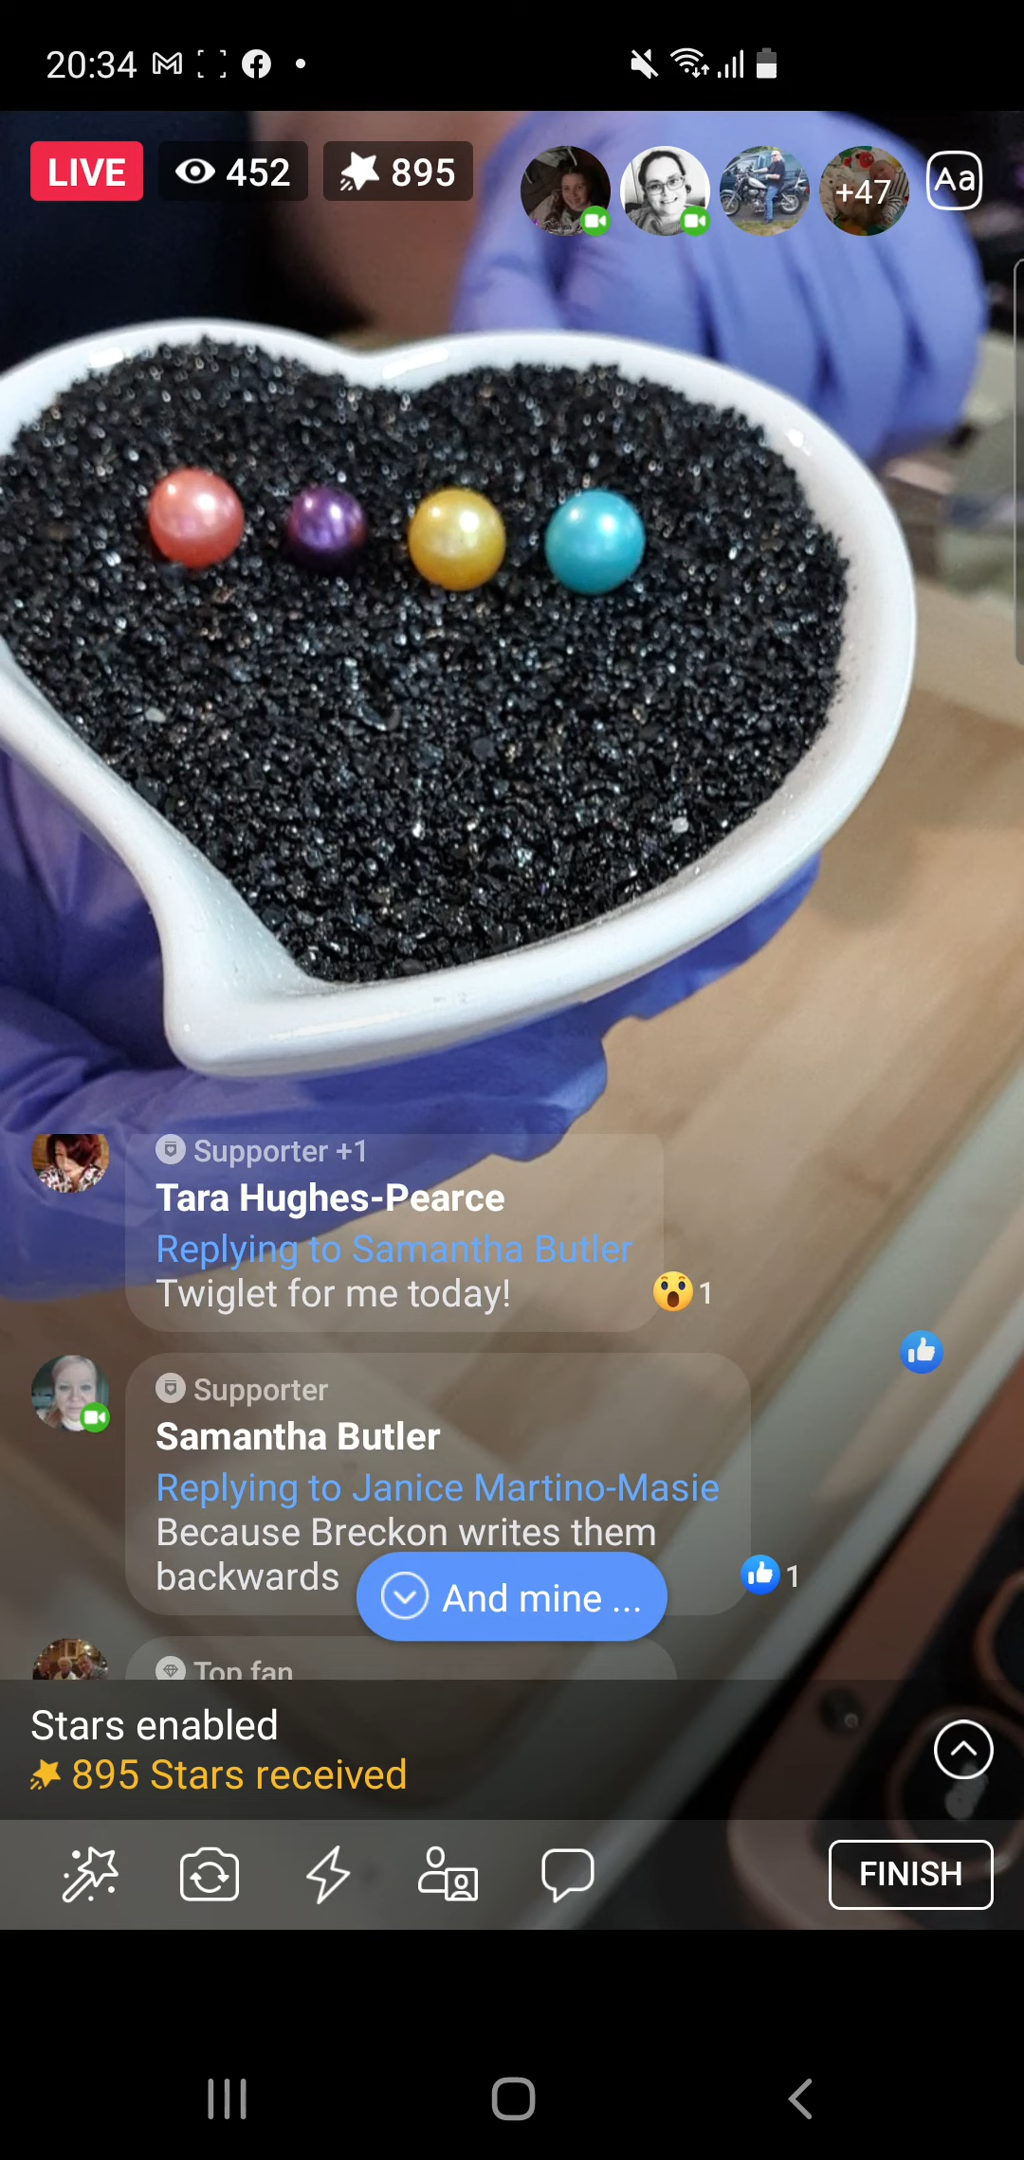 20:34
LIVE 452 895
+47 Aa
Supporter +1
Tara Hughes-Pearce
Replying to Samantha Butler
Twiglet for me today!
1
Supporter
Samantha Butler
Replying to Janice Martino-Masie
Because Breckon writes them
backwards
1
And mine ...
Top fan
Stars enabled
895 Stars received
FINISH